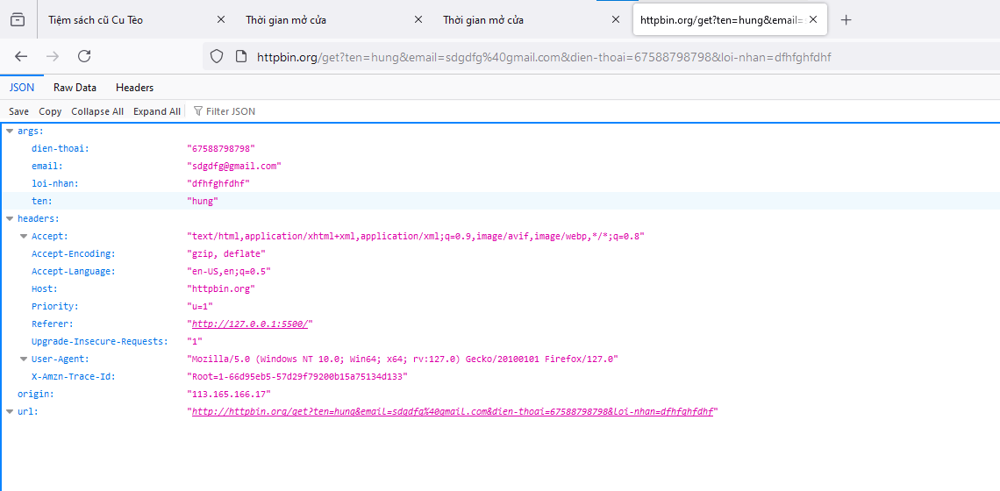 Tiệm sách cũ Cu Tèo
Thời gian mở cửa
Thời gian mở cửa
httpbin.org/get?ten=hung&email=
httpbin.org/get?ten=hung&email=sdgdfg%40gmail.com&dien-thoai=67588798798&loi-nhan=dfhfghfdhf
JSON Raw Data Headers
Save Copy Collapse All Expand All Filter JSON
args:
dien-thoai: "67588798798"
email: "sdgdfg@gmail.com"
loi-nhan: "dfhfghfdhf"
ten: "hung"
headers:
Accept: "text/html,application/xhtml+xml,application/xml;q=0.9,image/avif,image/webp,*/*;q=0.8"
Accept-Encoding: "gzip, deflate"
Accept-Language: "en-US,en;q=0.5"
Host: "httpbin.org"
Priority: "u=1"
Referer: "http://127.0.0.1:5500/"
Upgrade-Insecure-Requests: "1"
User-Agent: "Mozilla/5.0 (Windows NT 10.0; Win64; x64; rv:127.0) Gecko/20100101 Firefox/127.0"
X-Amzn-Trace-Id: "Root=1-66d95eb5-57d29f79200b15a75134d133"
origin: "113.165.166.17"
url: "http://httpbin.org/get?ten=hung&email=sdgdfg%40gmail.com&dien-thoai=67588798798&loi-nhan=dfhfghfdhf"